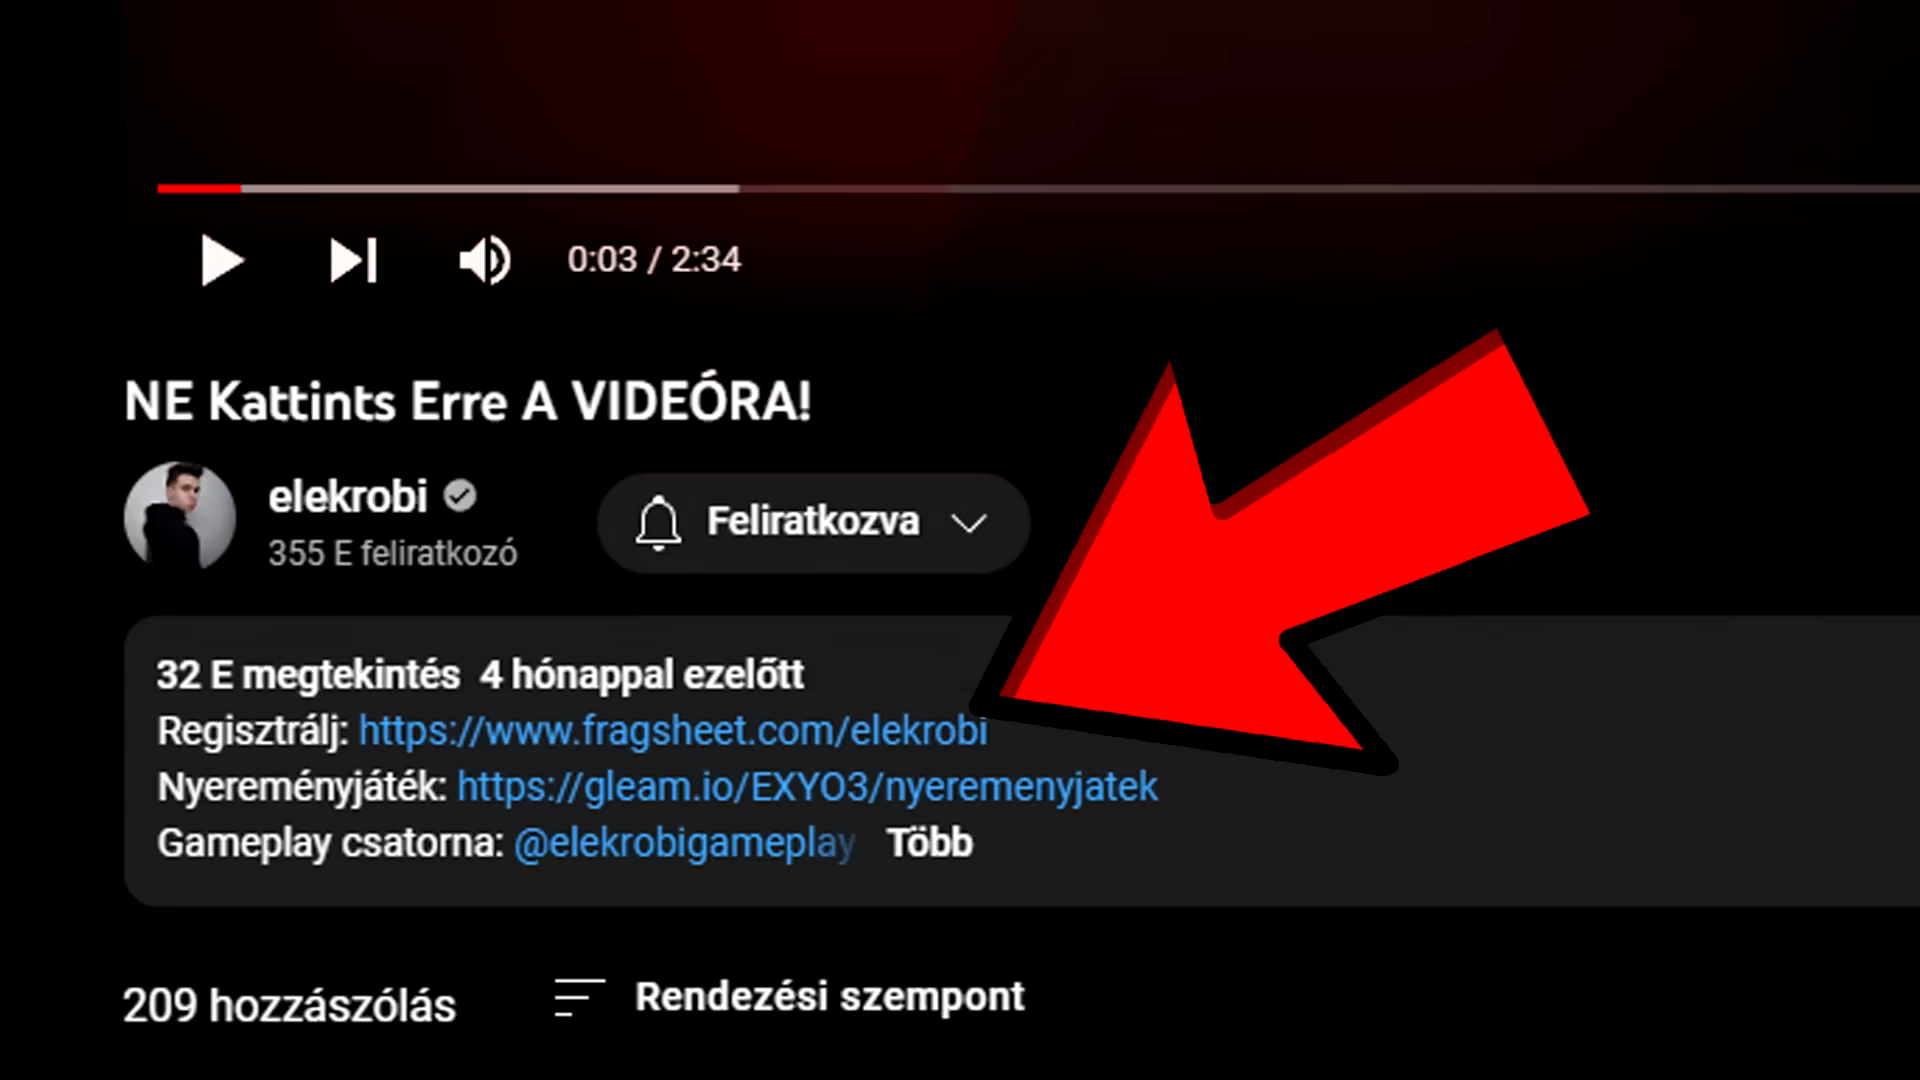 0:03 / 2:34
NE Kattints Erre A VIDEÓRA!
elekrobi
355 E feliratkozó
Feliratkozva
32 E megtekintés 4 hónappal ezelőtt
Regisztrálj: https://www.fragsheet.com/elekrobi
Nyereményjáték: https://gleam.io/EXYO3/nyeremenyjatek
Gameplay csatorna: @elekrobigameplay Több
209 hozzászólás
Rendezési szempont